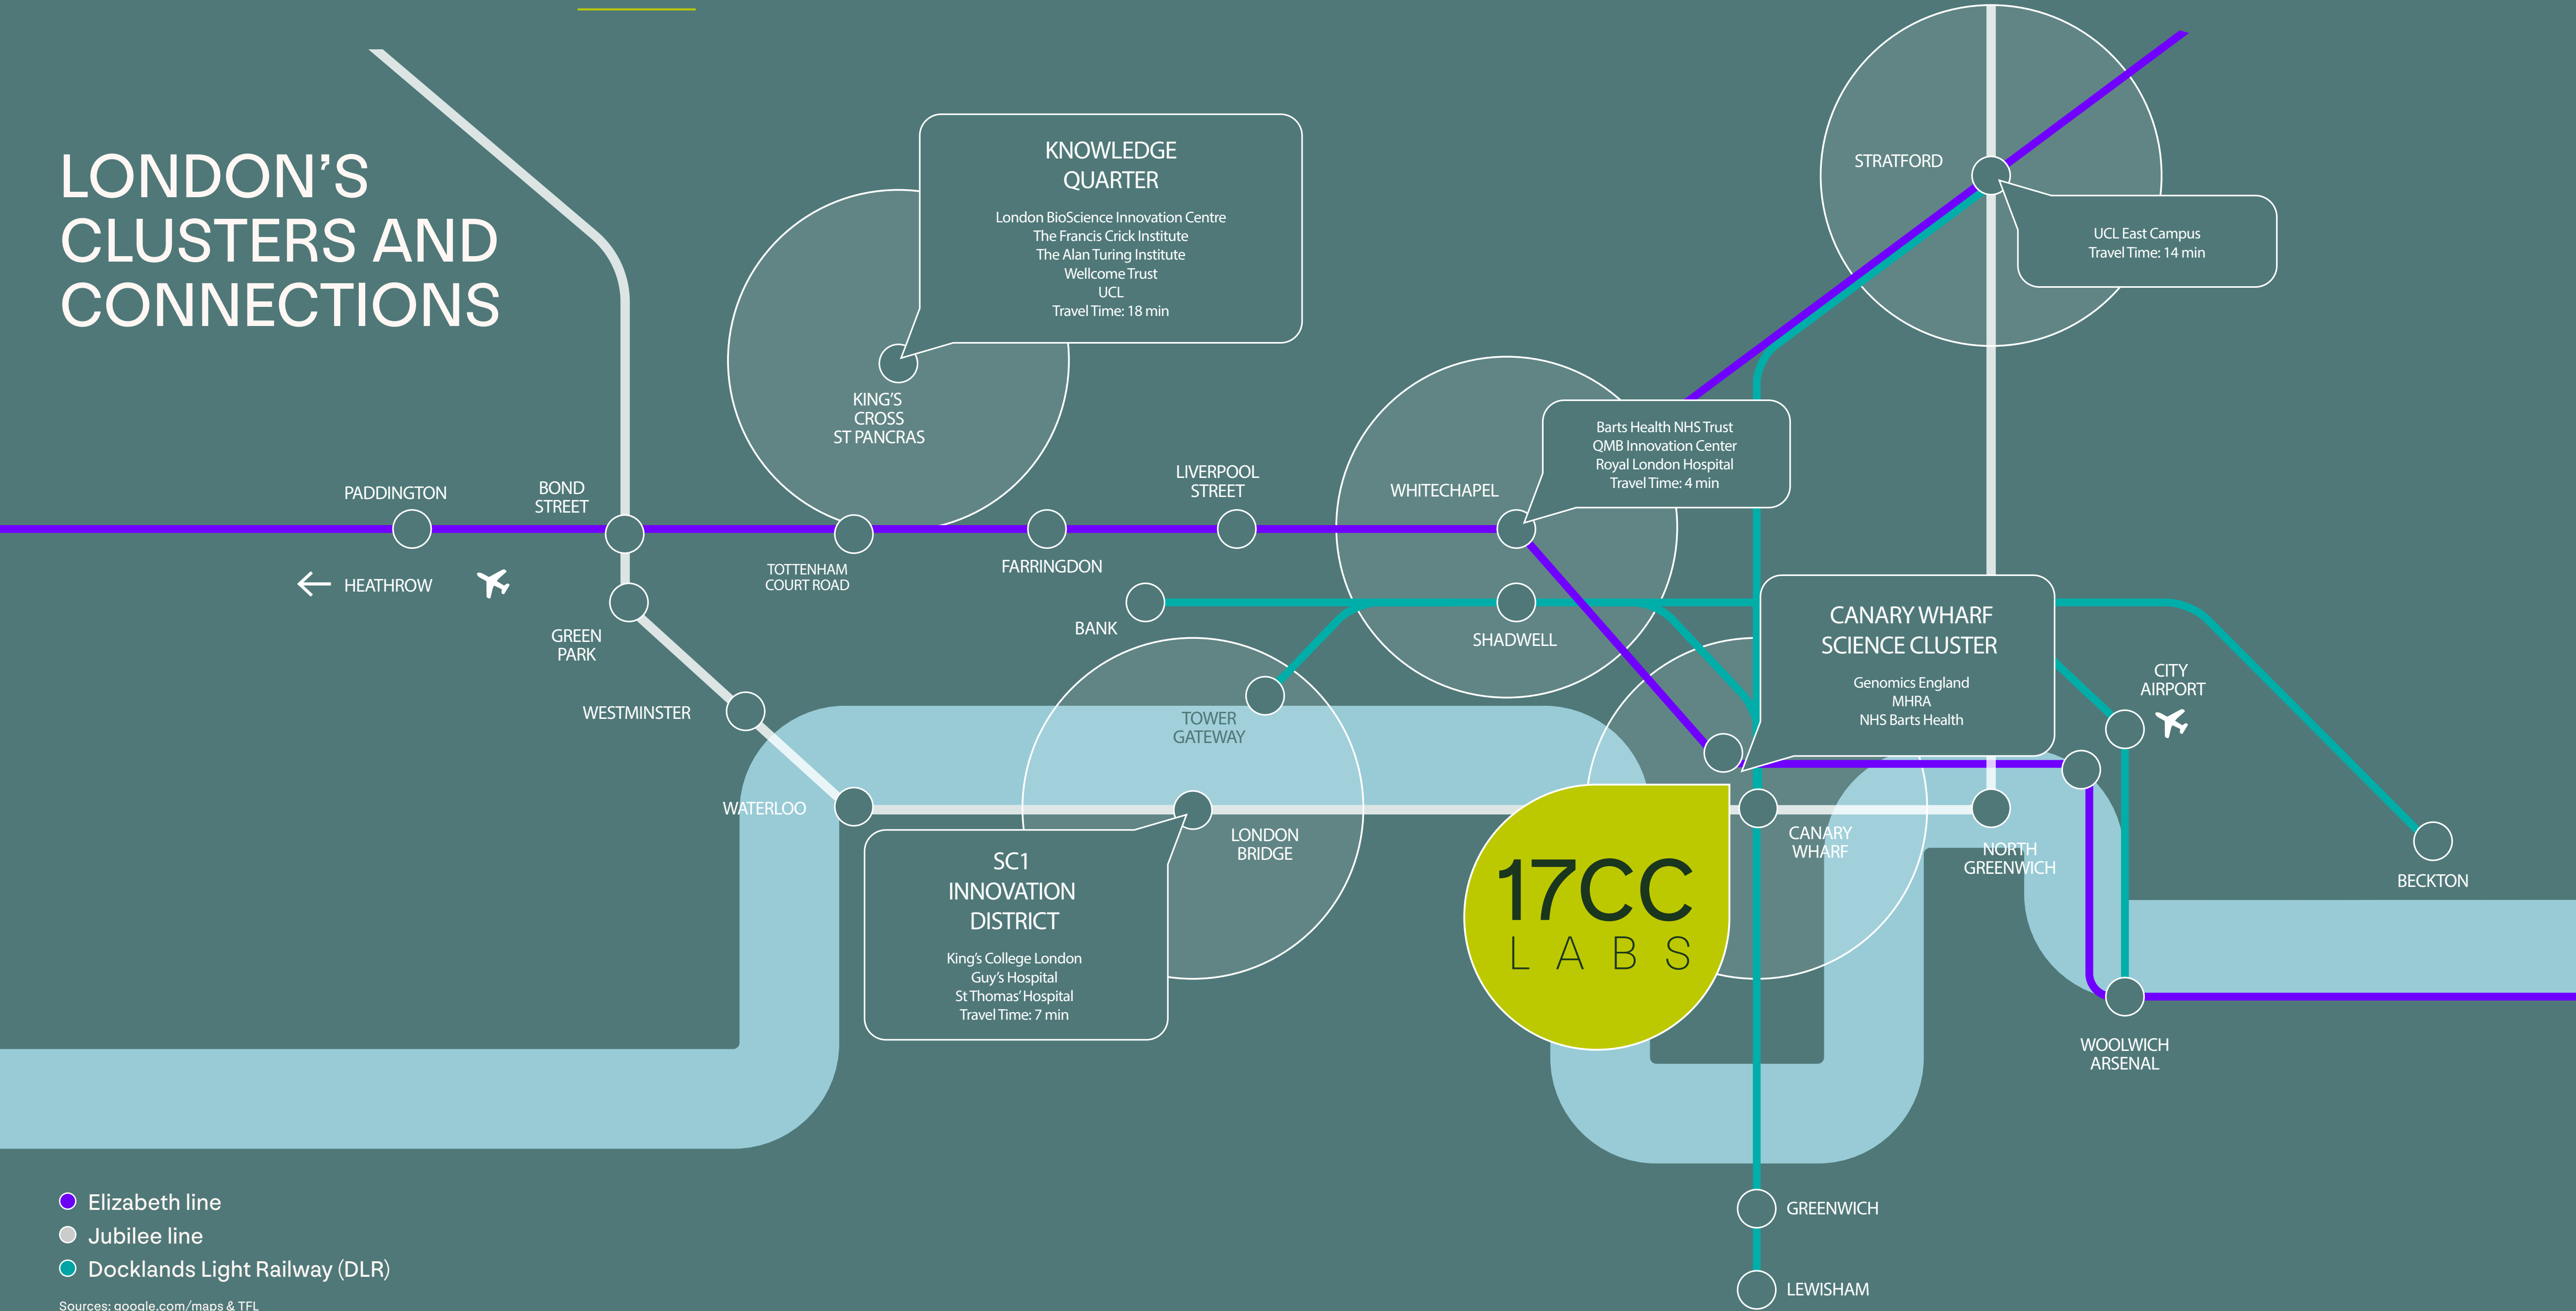 LONDON'S
CLUSTERS AND
CONNECTIONS
KNOWLEDGE
QUARTER
London BioScience Innovation Centre
The Francis Crick Institute
The Alan Turing Institute
Wellcome Trust
UCL
Travel Time: 18 min
KING'S
CROSS
ST PANCRAS
STRATFORD
UCL East Campus
Travel Time: 14 min
Barts Health NHS Trust
QMB Innovation Center
Royal London Hospital
Travel Time: 4 min
PADDINGTON
BOND
STREET
LIVERPOOL
STREET
WHITECHAPEL
HEATHROW
TOTTENHAM
COURT ROAD
FARRINGDON
GREEN
PARK
BANK
SHADWELL
CANARY WHARF
SCIENCE CLUSTER
Genomics England
MHRA
NHS Barts Health
CITY
AIRPORT
WESTMINSTER
TOWER
GATEWAY
WATERLOO
LONDON
BRIDGE
CANARY
WHARF
NORTH
GREENWICH
BECKTON
SC1
INNOVATION
DISTRICT
King's College London
Guy's Hospital
St Thomas' Hospital
Travel Time: 7 min
17CC
LABS
WOOLWICH
ARSENAL
GREENWICH
LEWISHAM
Elizabeth line
Jubilee line
Docklands Light Railway (DLR)
Sources: google.com/maps & TFL